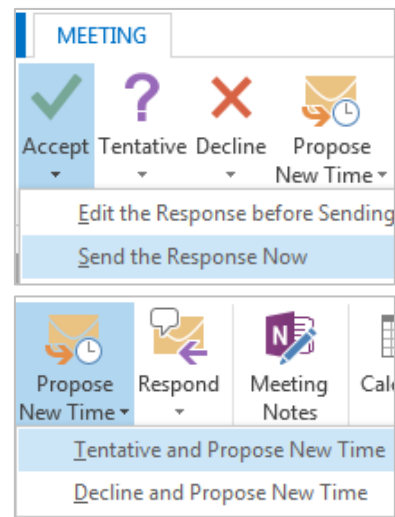 MEETING
Accept Tentative Decline Propose
New Time
Edit the Response before Sending
Send the Response Now
Propose Respond Meeting
New Time Notes
Tentative and Propose New Time
Decline and Propose New Time